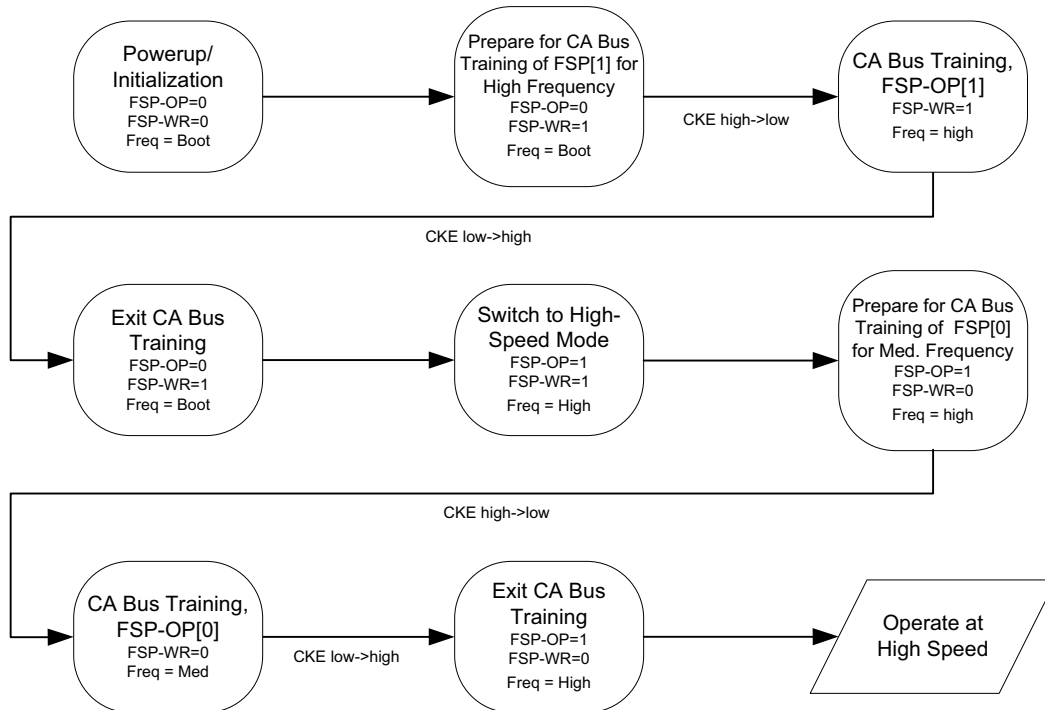 Powerup/
Initialization
FSP-OP=0
FSP-WR=0
Freq = Boot
Prepare for CA Bus
Training of FSP[1] for
High Frequency
FSP-OP=0
FSP-WR=1
Freq = Boot
CKE high->low
CA Bus Training,
FSP-OP[1]
FSP-WR=1
Freq = high
CKE low->high
Exit CA Bus
Training
FSP-OP=0
FSP-WR=1
Freq = Boot
Switch to High-
Speed Mode
FSP-OP=1
FSP-WR=1
Freq = High
Prepare for CA Bus
Training of FSP[0]
for Med. Frequency
FSP-OP=1
FSP-WR=0
Freq = high
CKE high->low
CA Bus Training,
FSP-OP[0]
FSP-WR=0
Freq = Med
CKE low->high
Exit CA Bus
Training
FSP-OP=1
FSP-WR=0
Freq = High
Operate at
High Speed